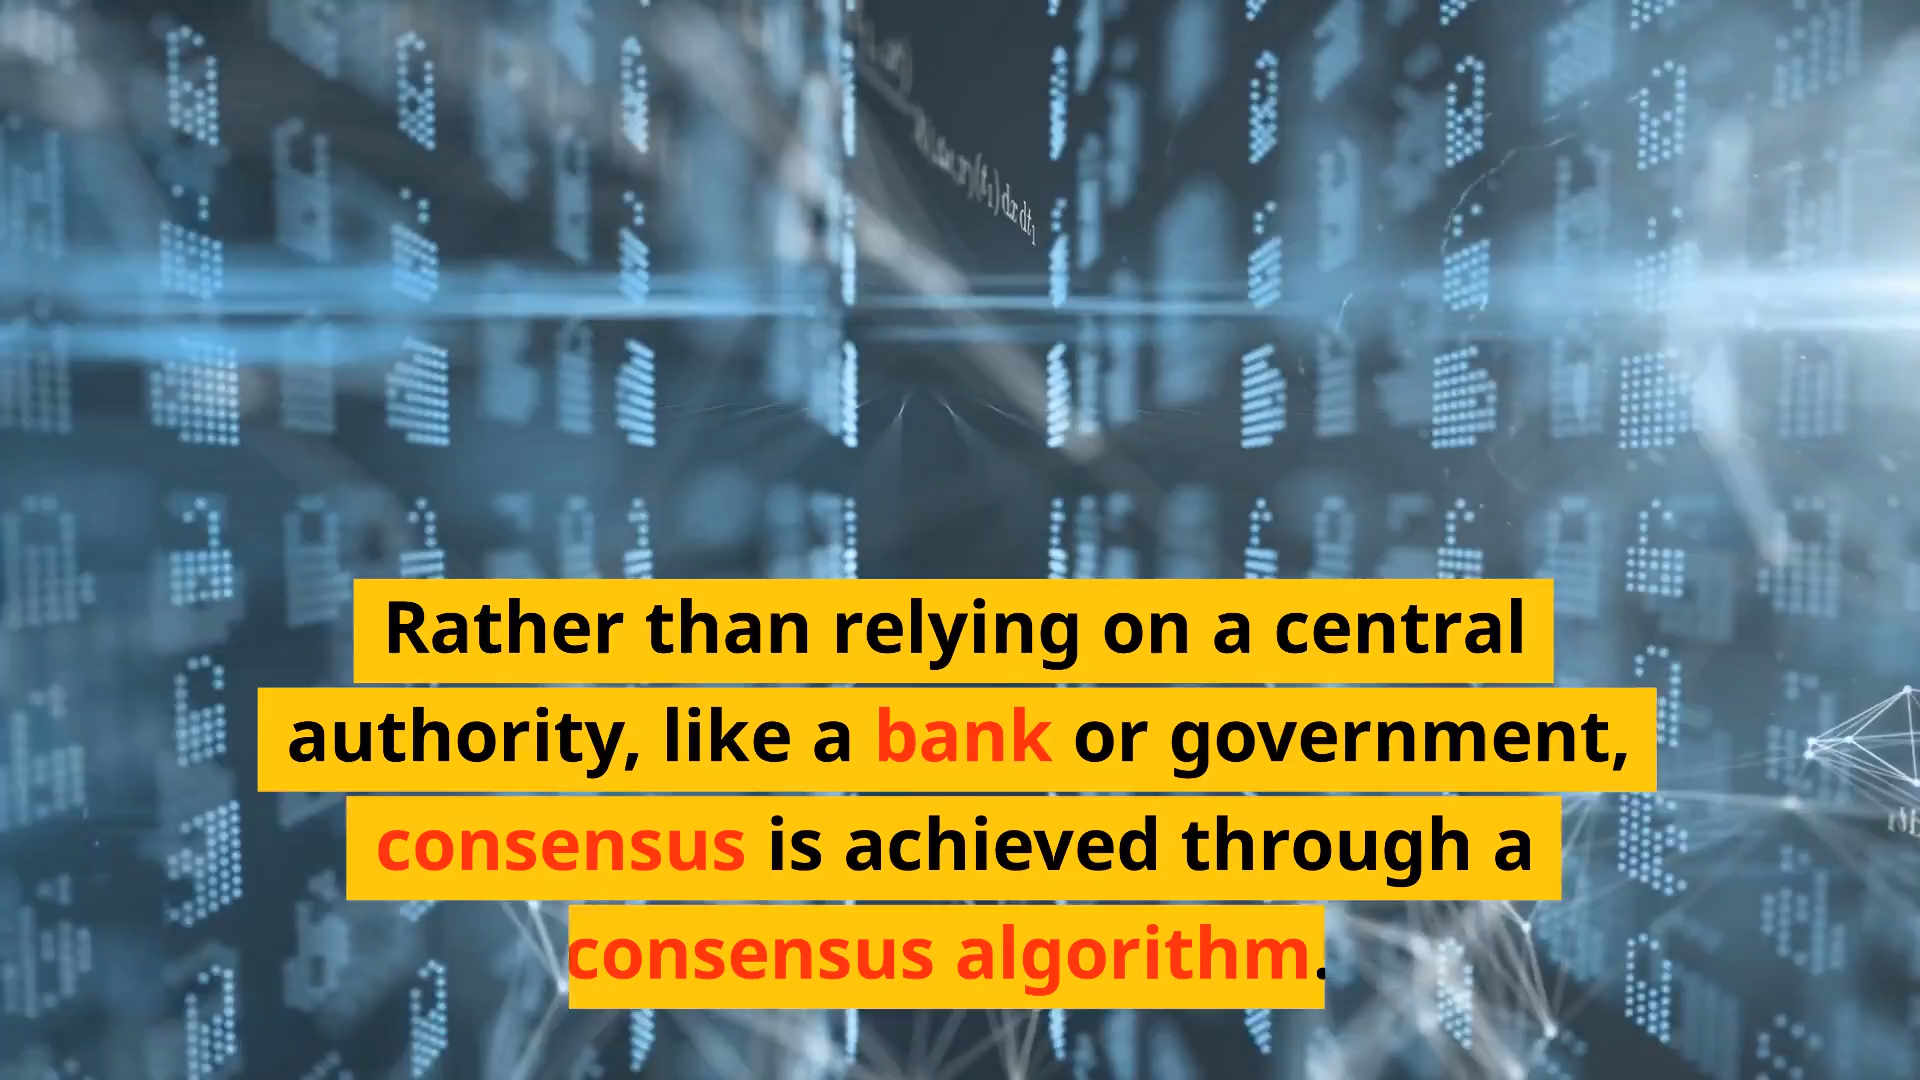 Rather than relying on a central
authority, like a bank or government,
consensus is achieved through a
consensus algorithm.